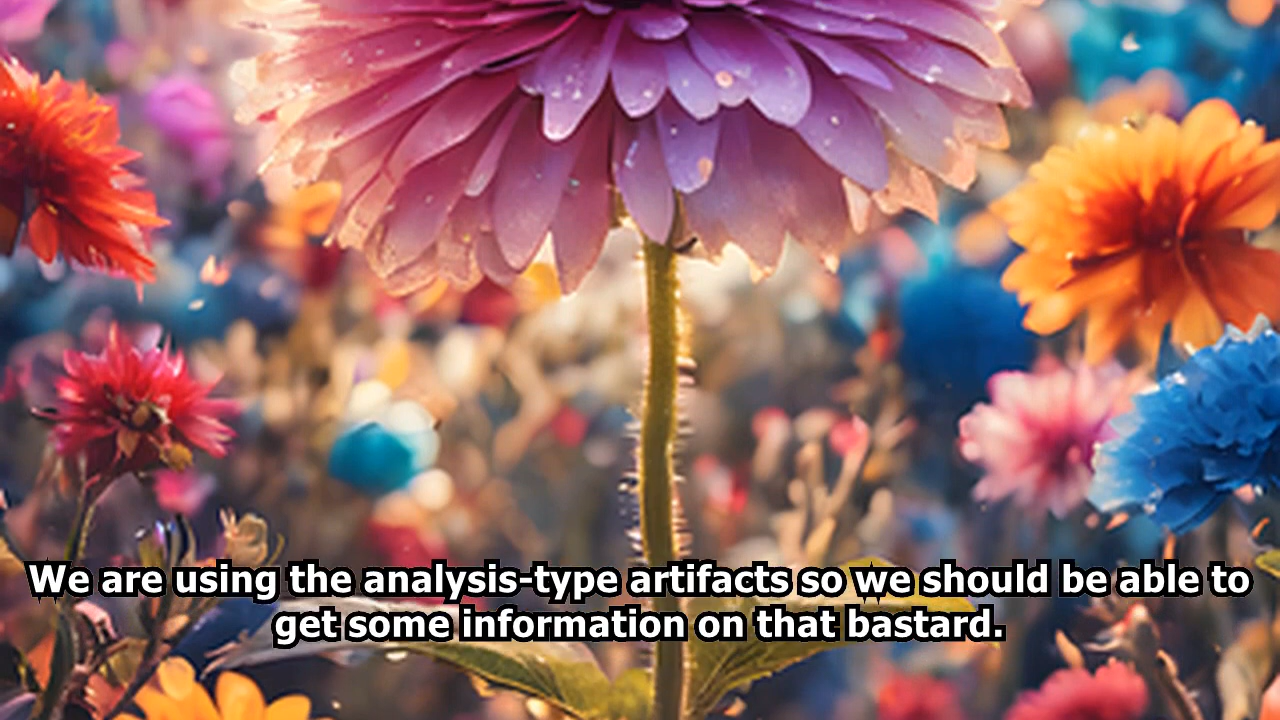 We are using the analysis-type artifacts so we should be able to
get some information on that bastard.